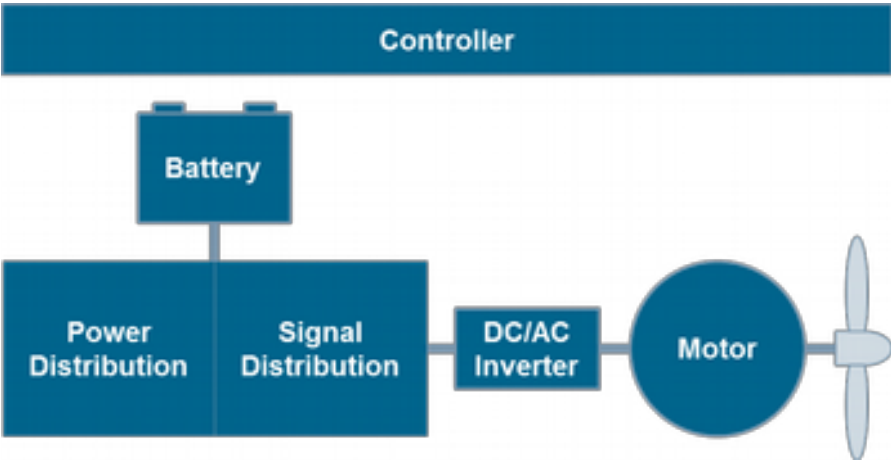 Controller
Battery
Power
Distribution
Signal
Distribution
DC/AC
Inverter
Motor